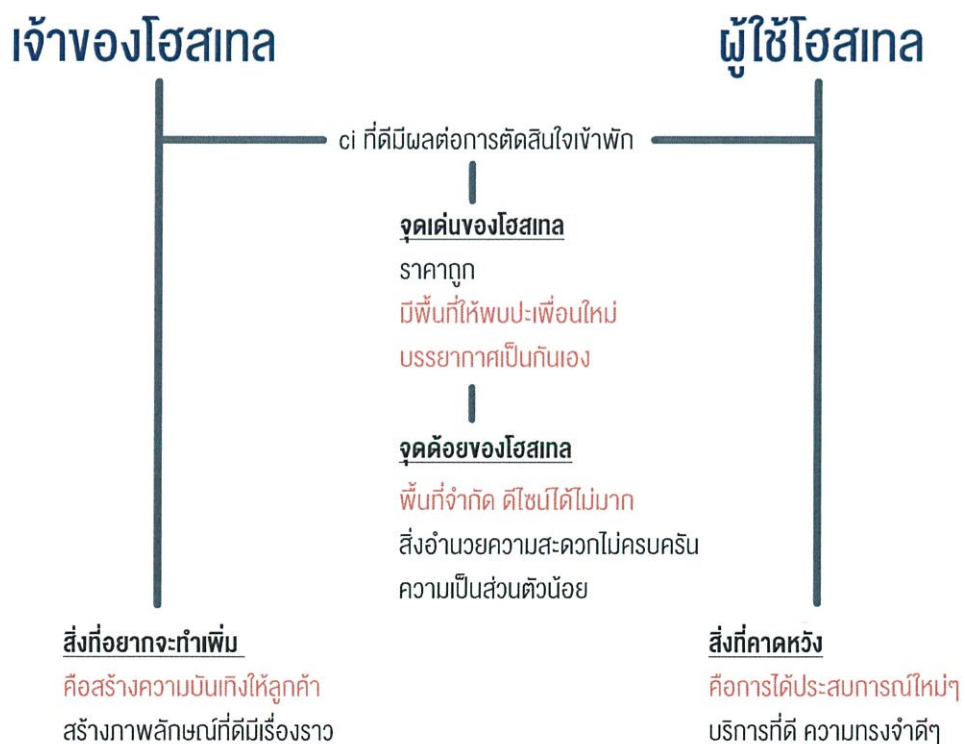 เจ้าของโฮสเทล
ผู้ใช้โฮสเทล
ci ที่ดีมีผลต่อการตัดสินใจเข้าพัก
จุดเด่นของโฮสเทล
ราคาถูก
มีพื้นที่ให้พบปะเพื่อนใหม่
บรรยากาศเป็นกันเอง
จุดด้อยของโฮสเทล
พื้นที่จำกัด ดีไซน์ได้ไม่มาก
สิ่งอำนวยความสะดวกไม่ครบครัน
ความเป็นส่วนตัวน้อย
สิ่งที่อยากจะทำเพิ่ม
คือสร้างความบันเทิงให้ลูกค้า
สร้างภาพลักษณ์ที่ดีมีเรื่องราว
สิ่งที่คาดหวัง
คือการได้ประสบการณ์ใหม่ๆ
บริการที่ดี ความทรงจำดีๆ